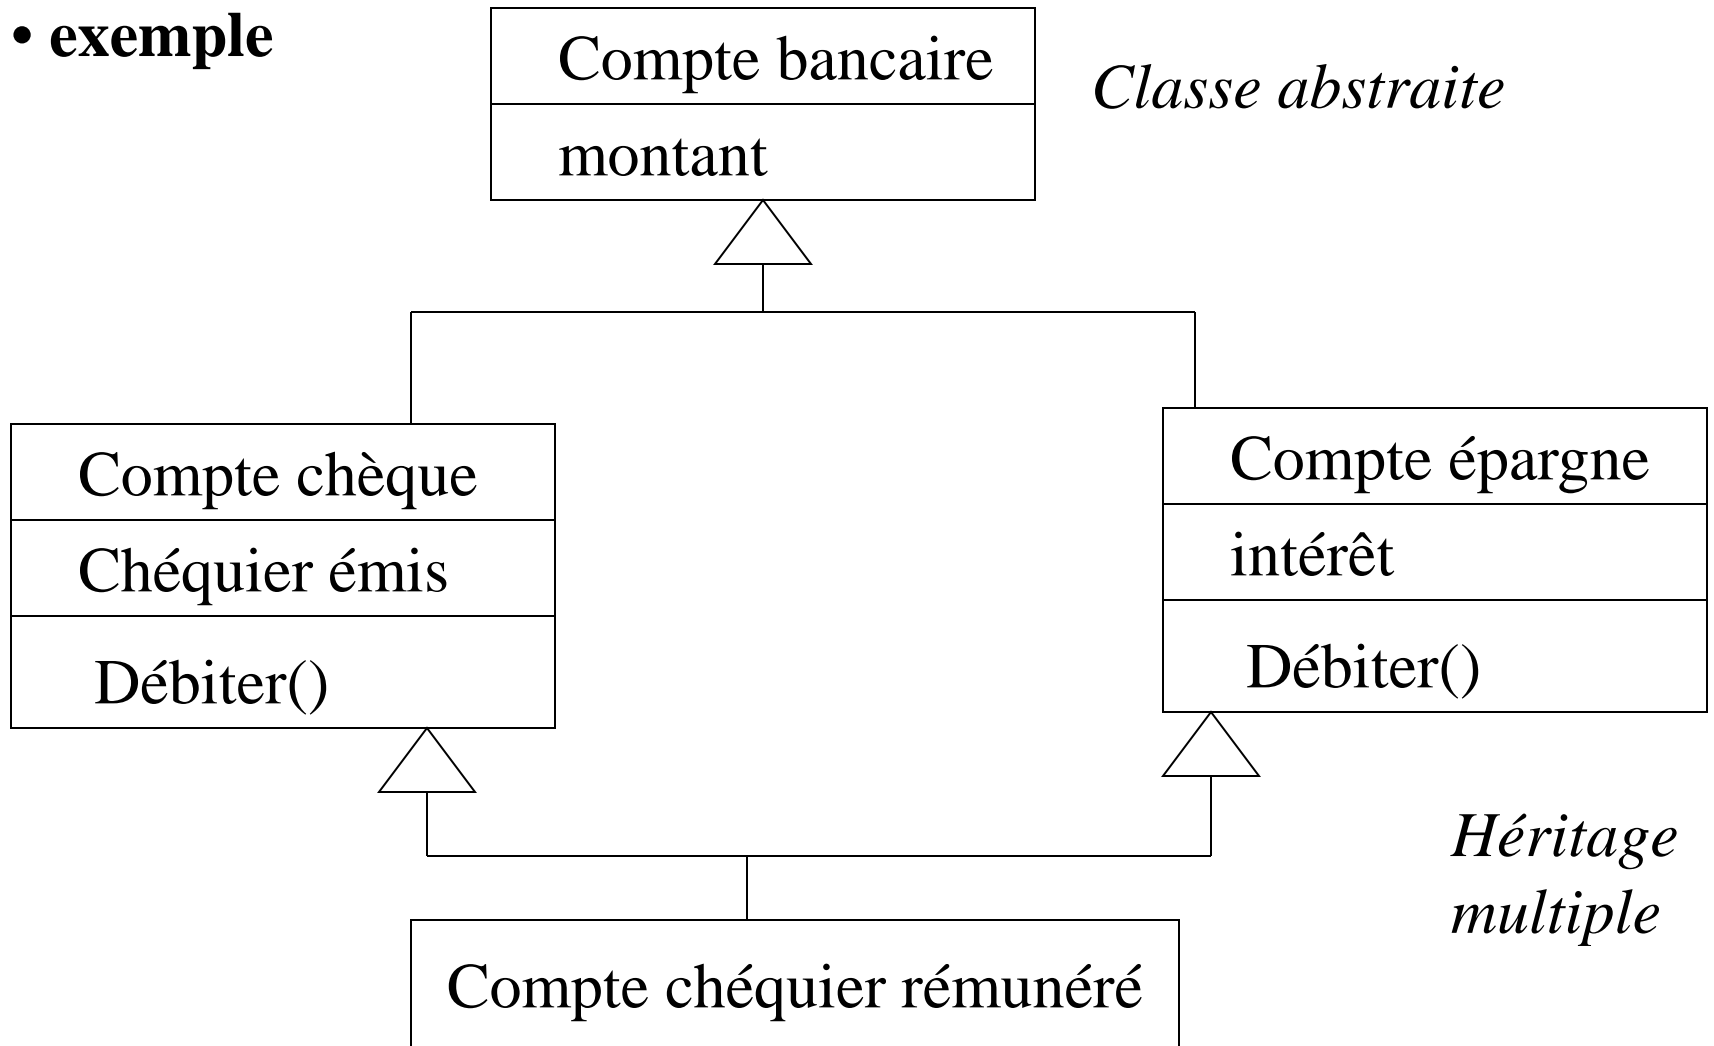 • exemple
Compte bancaire
Classe abstraite
montant
Compte chèque
Compte épargne
Chéquier émis
intérêt
Débiter()
Débiter()
Héritage
multiple
Compte chéquier rémunéré